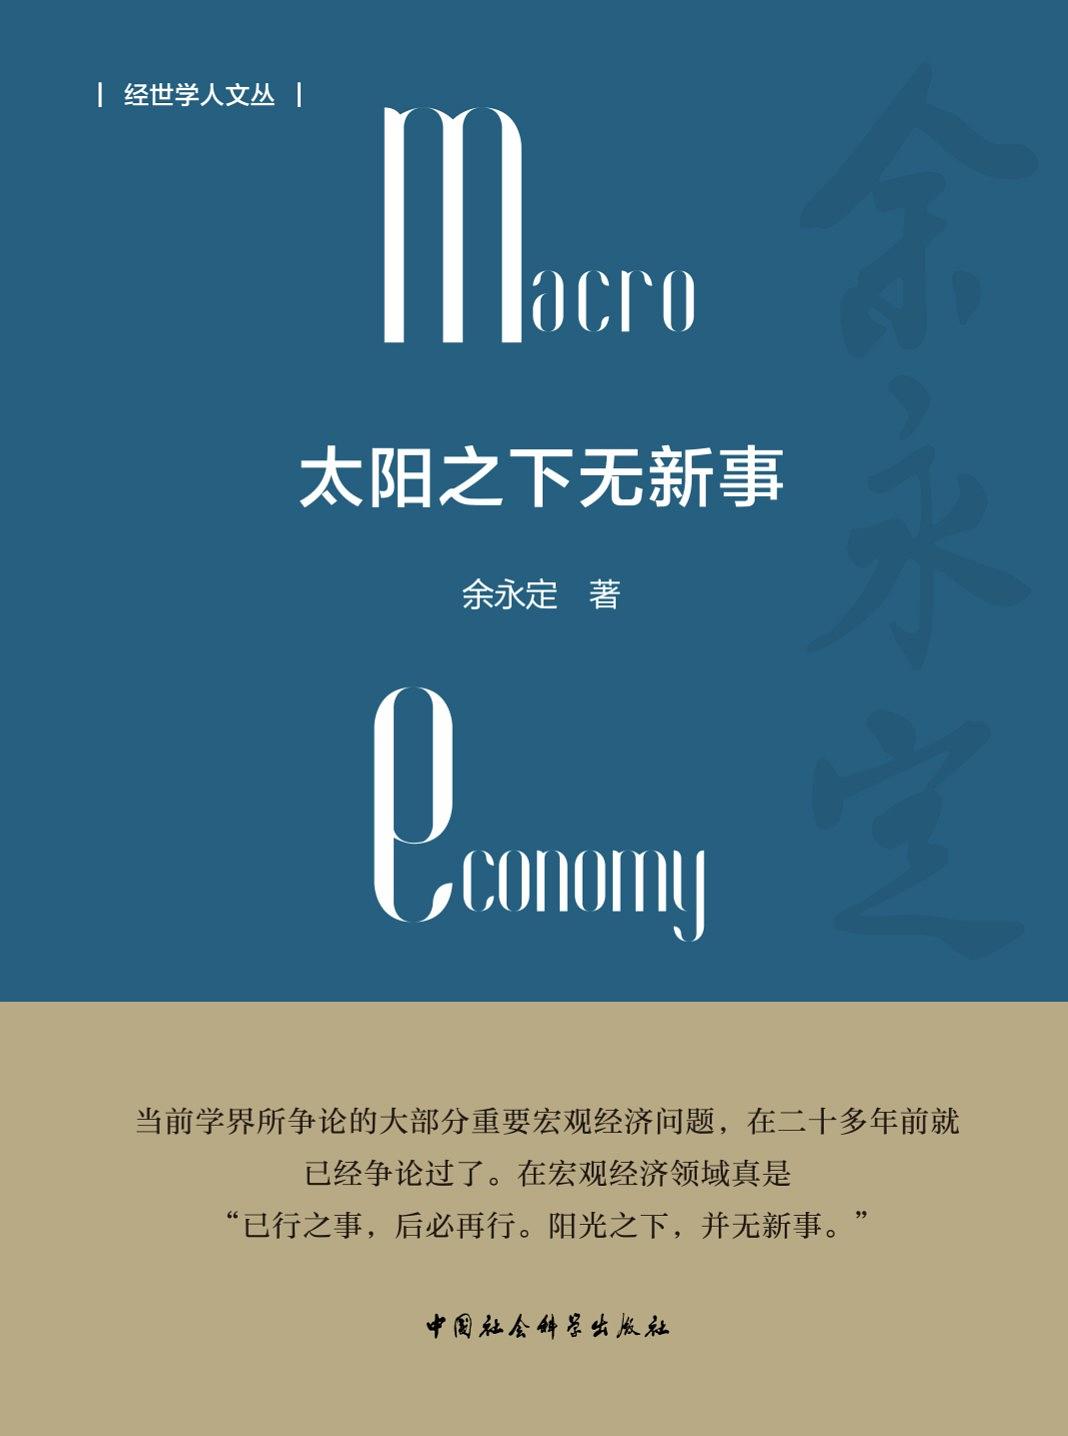 经世学人文丛
Macro
太阳之下无新事
余永定 著
economy
余永定
当前学界所争论的大部分重要宏观经济问题，在二十多年前就
已经争论过了。在宏观经济领域真是
“已行之事，后必再行。阳光之下，并无新事。”
中国社会科学出版社